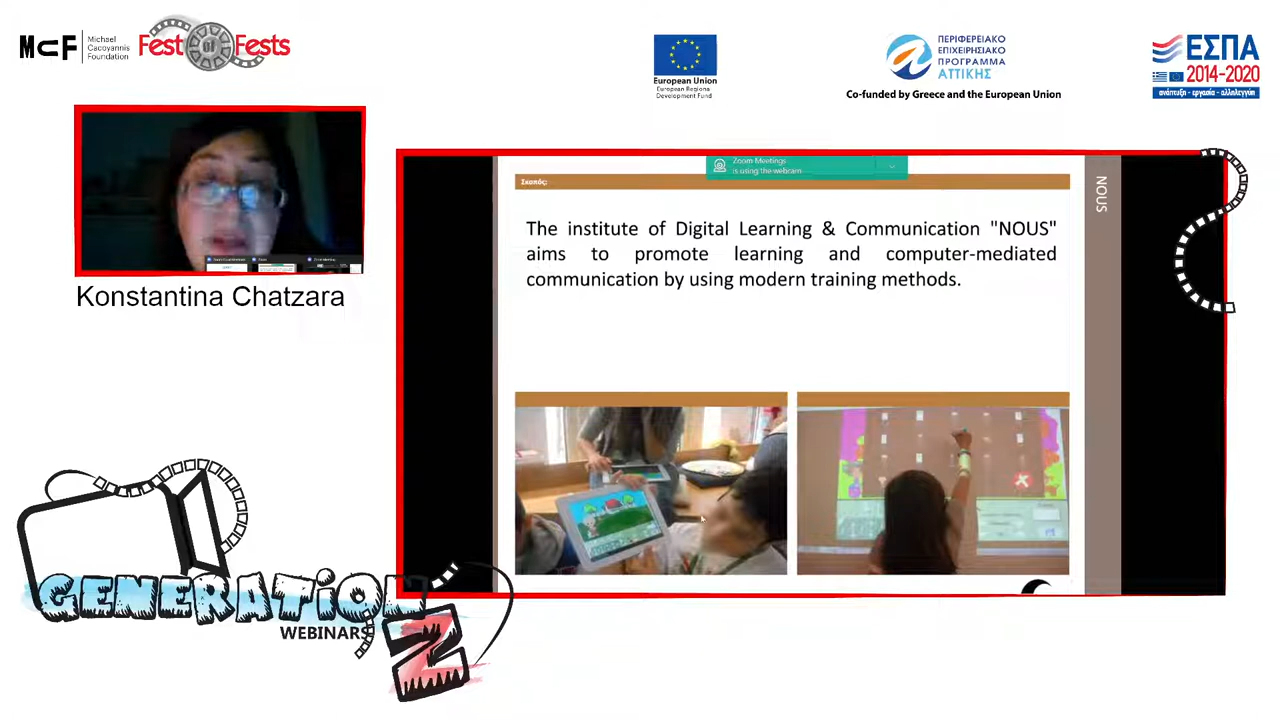 MCF
Michael
Cacoyannis
Foundation
Fest of Fests
European Union
European Regional
Development Fund
ΠΕΡΙΦΕΡΕΙΑΚΟ
ΕΠΙΧΕΙΡΗΣΙΑΚΟ
ΠΡΟΓΡΑΜΜΑ
ΑΤΤΙΚΗΣ
Co-funded by Greece and the European Union
ΕΣΠΑ
2014-2020
ανάπτυξη - εργασία - αλληλεγγύη
Konstantina Chatzara
Zoom Meetings
is using the webcam
Σκοπός:
NOUS
The institute of Digital Learning & Communication "NOUS"
aims to promote learning and computer-mediated
communication by using modern training methods.
GENERATiON
Z
WEBINARS